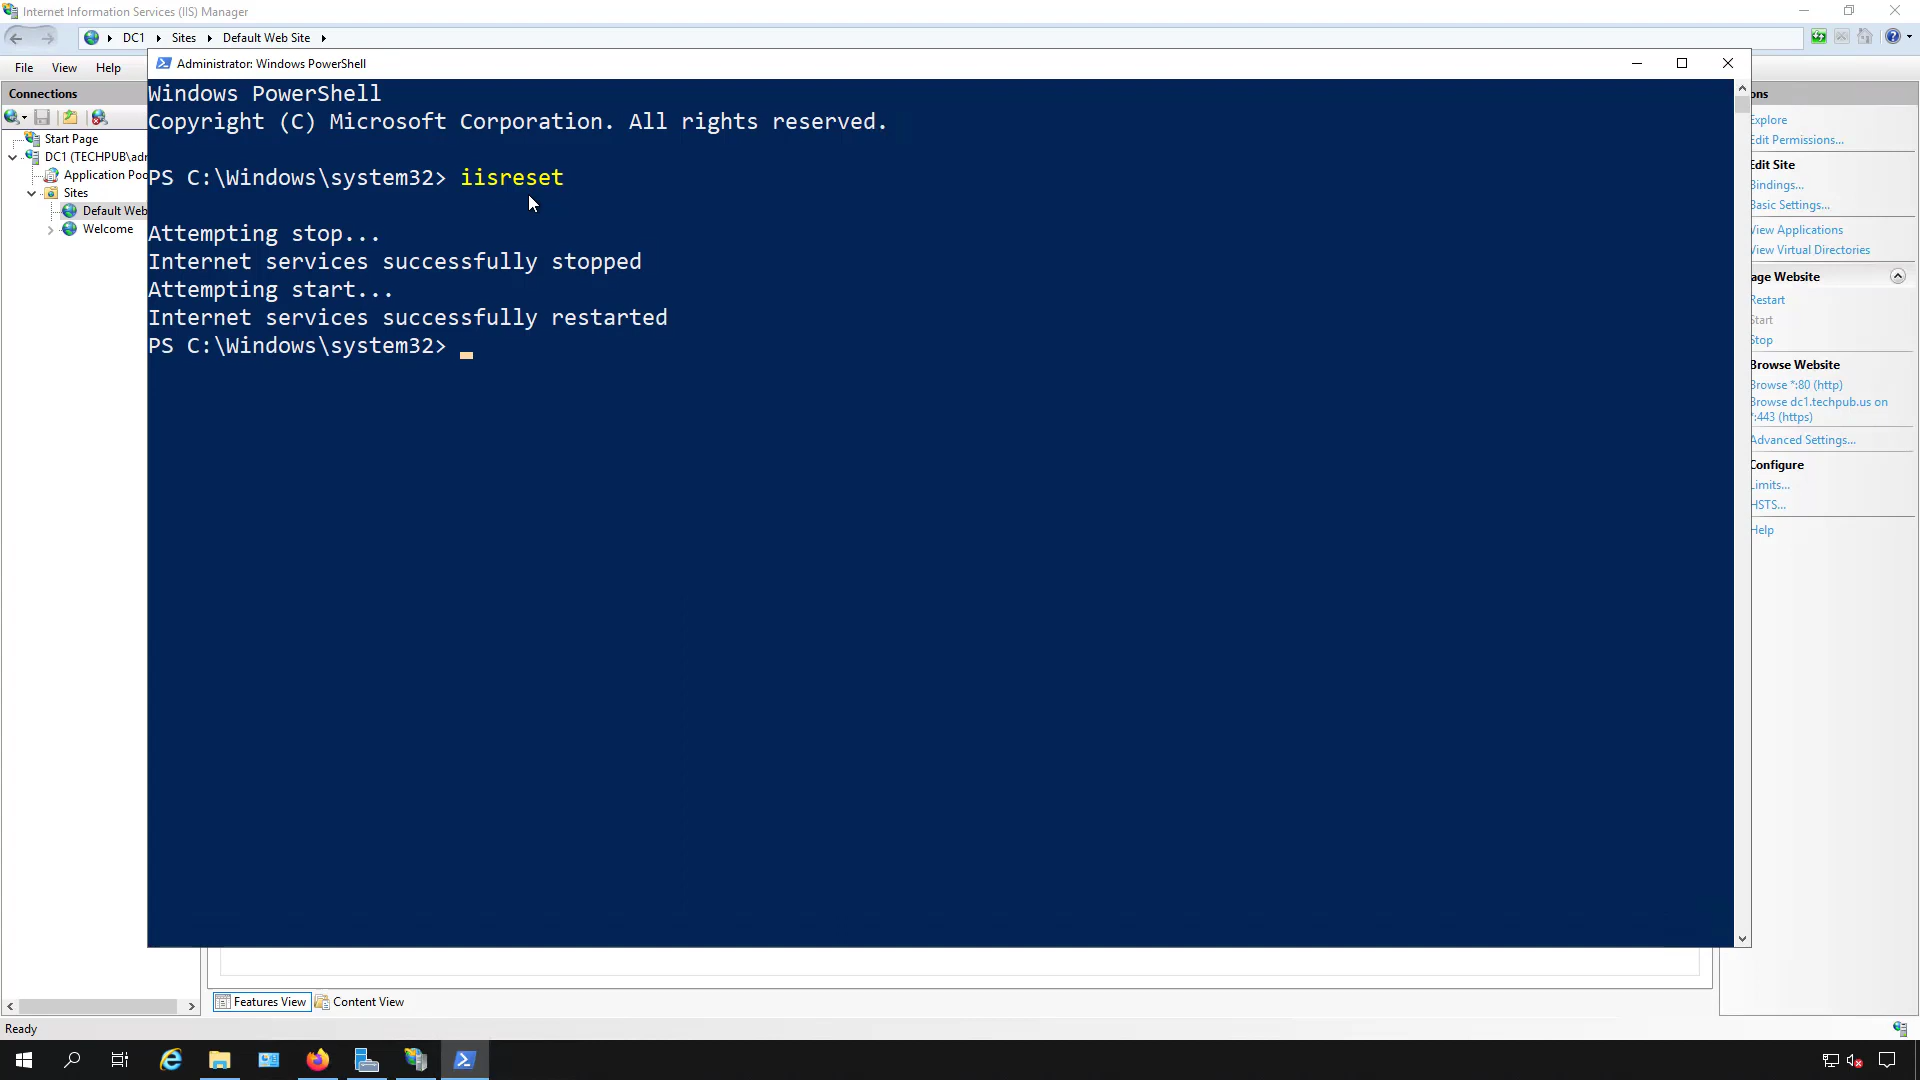 Internet Information Services (IIS) Manager
DC1
Sites
Default Web Site
File
View
Help
Administrator: Windows PowerShell
Connections
Start Page
DC1 (TECHPUB\adr
Application Poo
Sites
Default Web
Welcome
Windows PowerShell
Copyright (C) Microsoft Corporation. All rights reserved.
PS C:\Windows\system32> iisreset
Attempting stop...
Internet services successfully stopped
Attempting start...
Internet services successfully restarted
PS C:\Windows\system32>
ons
Explore
Edit Permissions...
Edit Site
Bindings...
Basic Settings...
View Applications
View Virtual Directories
age Website
Restart
Start
Stop
Browse Website
Browse *:80 (http)
Browse dc1.techpub.us on
*:443 (https)
Advanced Settings...
Configure
Limits...
HSTS...
Help
Features View
Content View
Ready